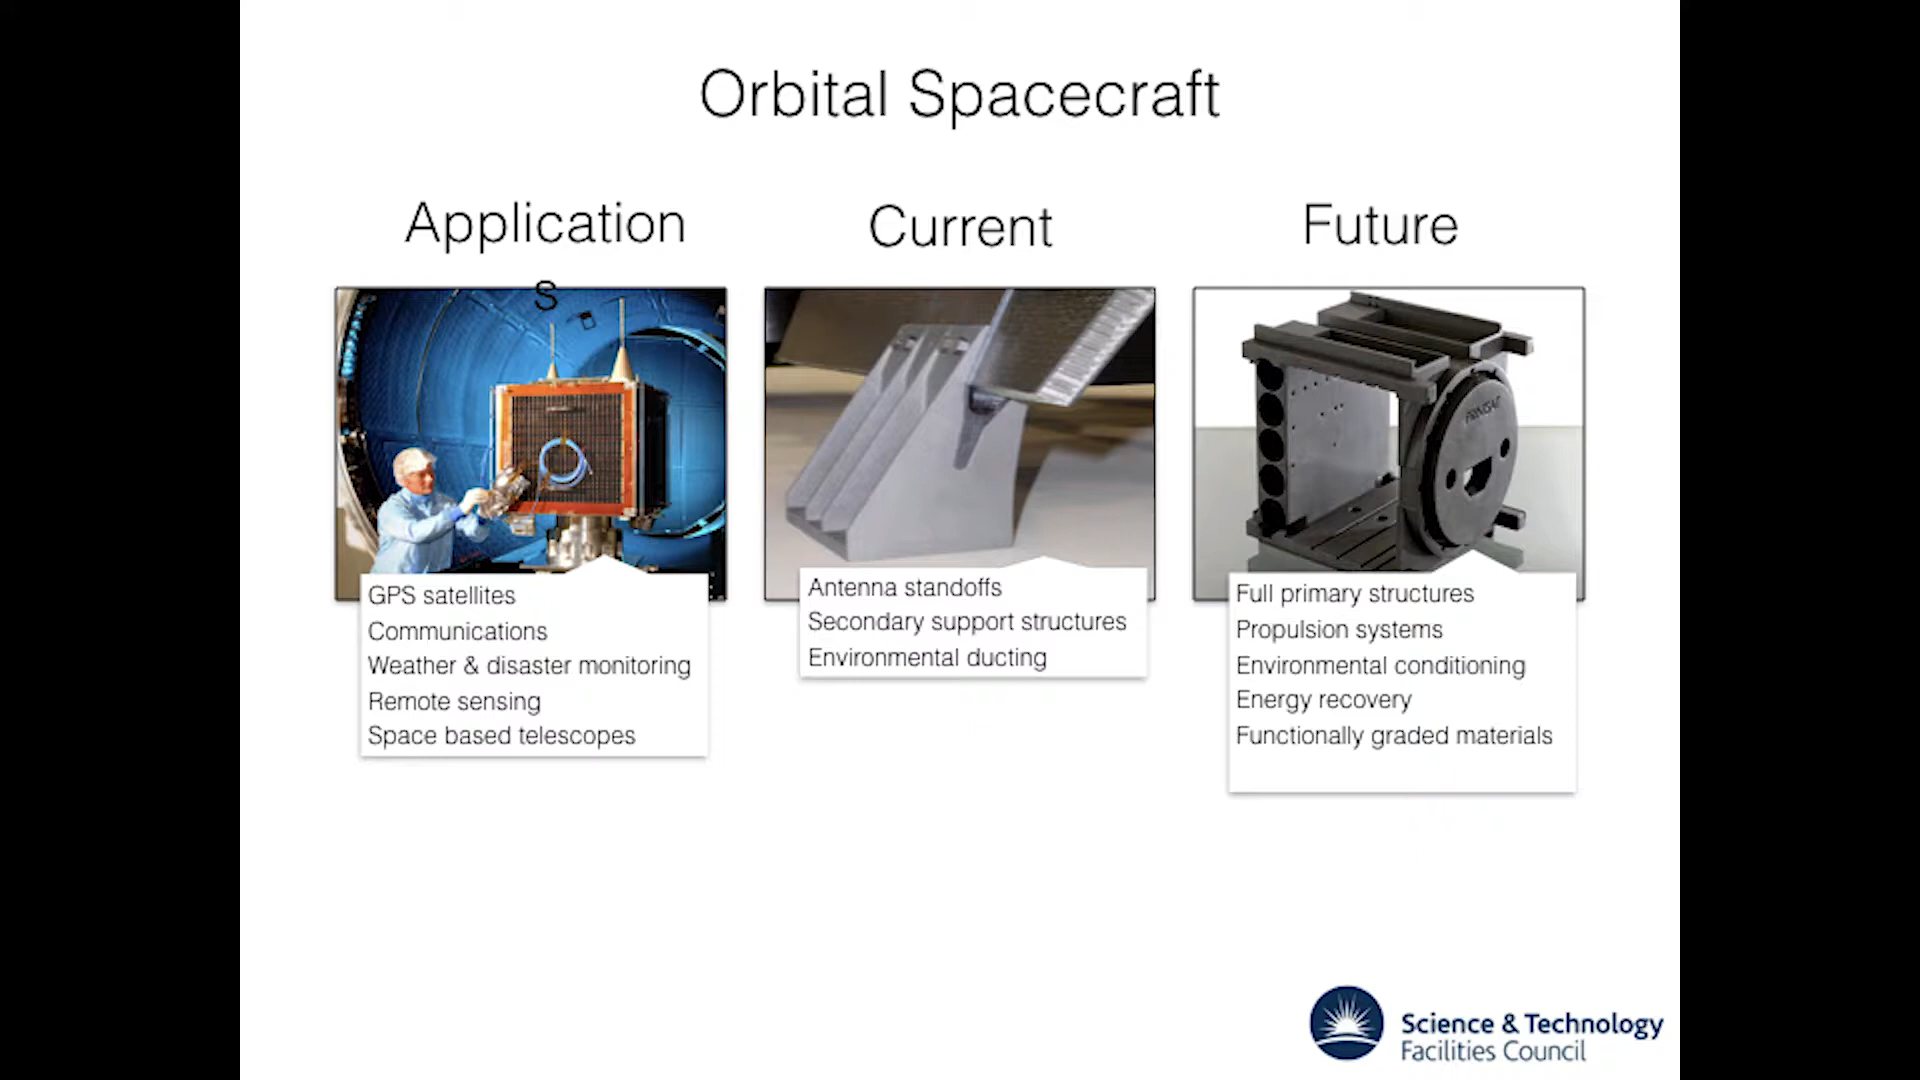 Orbital Spacecraft
Application
s
GPS satellites
Communications
Weather & disaster monitoring
Remote sensing
Space based telescopes
Current
Antenna standoffs
Secondary support structures
Environmental ducting
Future
PRINTSAT
Full primary structures
Propulsion systems
Environmental conditioning
Energy recovery
Functionally graded materials
Science & Technology
Facilities Council